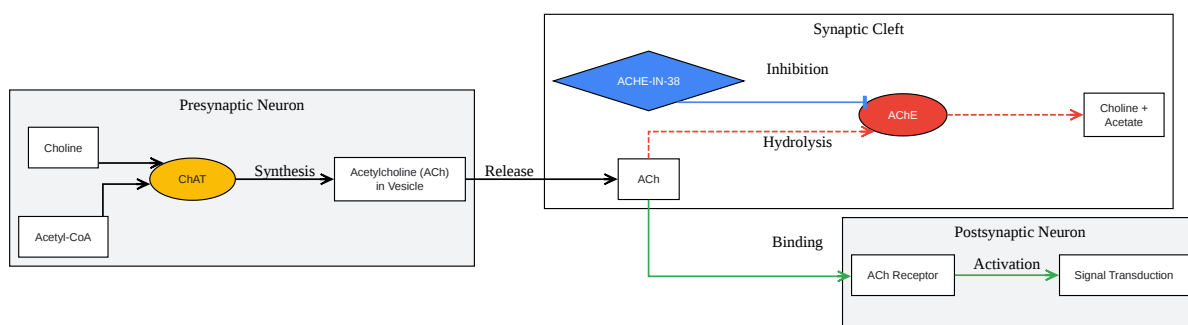 Synaptic Cleft
ACHE-IN-38
Inhibition
Presynaptic Neuron
AChE
Choline +
Acetate
Choline
Hydrolysis
ChAT
Synthesis
Acetylcholine (ACh)
in Vesicle
Release
ACh
Acetyl-CoA
Binding
Postsynaptic Neuron
ACh Receptor
Activation
Signal Transduction